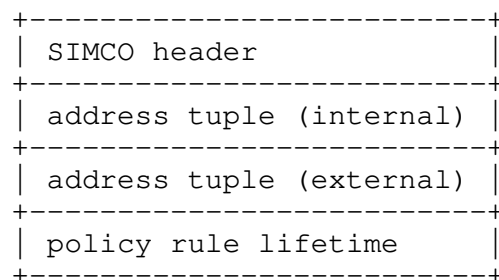 +--------------------------+
| SIMCO header             |
+--------------------------+
| address tuple (internal) |
+--------------------------+
| address tuple (external) |
+--------------------------+
| policy rule lifetime     |
+--------------------------+